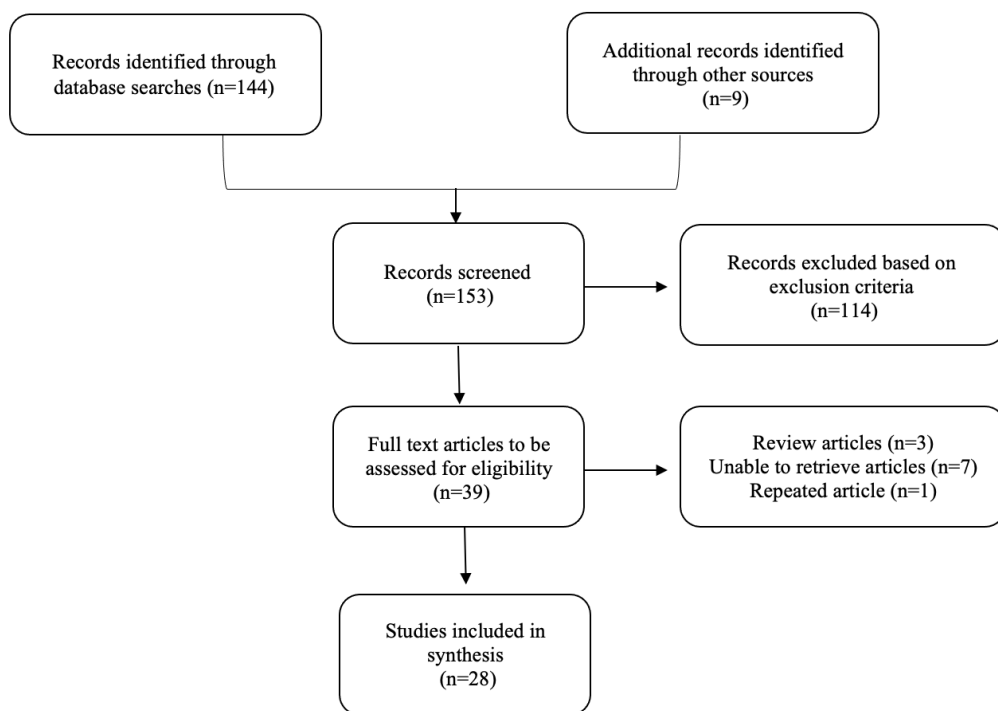 Records identified through
database searches (n=144)
Additional records identified
through other sources
(n=9)
Records screened
(n=153)
Records excluded based on
exclusion criteria
(n=114)
Full text articles to be
assessed for eligibility
(n=39)
Review articles (n=3)
Unable to retrieve articles (n=7)
Repeated article (n=1)
Studies included in
synthesis
(n=28)